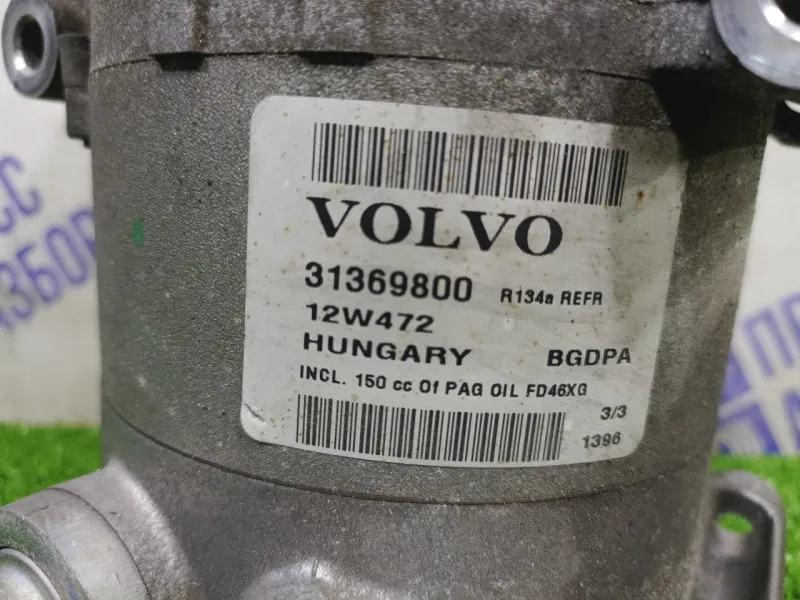 VOLVO
31369800 R134a REFR
12W472
HUNGARY BGDPA
INCL. 150 cc Of PAG OIL FD46XG
3/3
1396